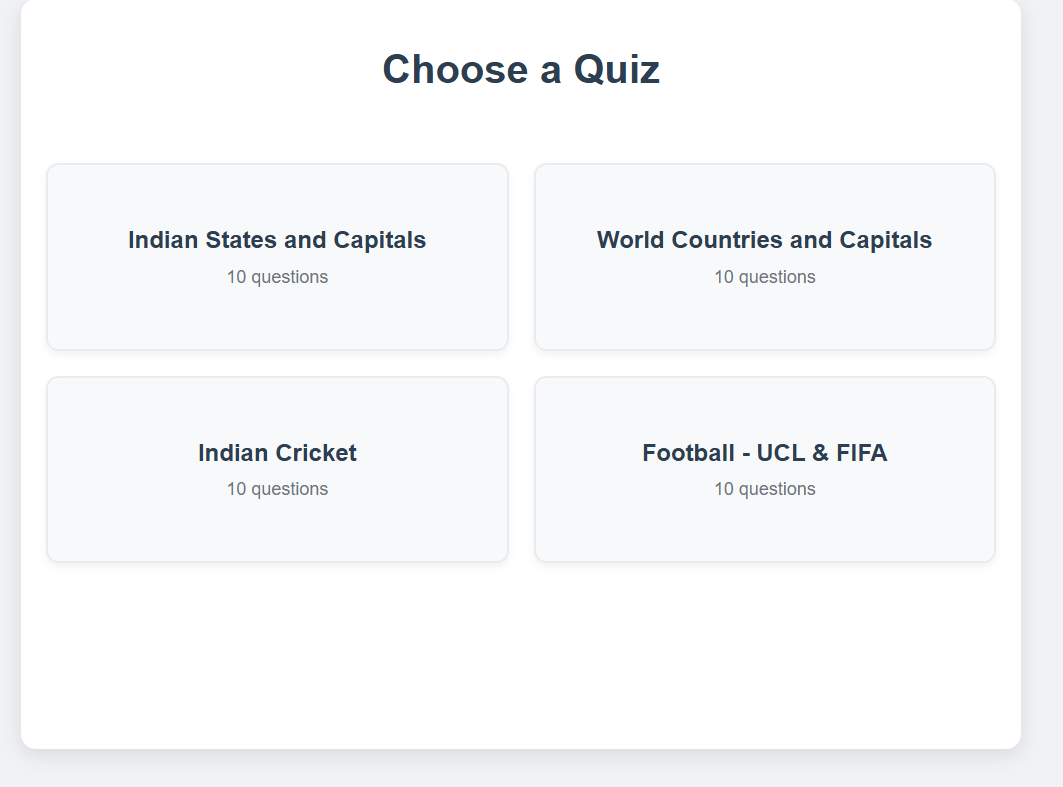 Choose a Quiz
Indian States and Capitals
10 questions
World Countries and Capitals
10 questions
Indian Cricket
10 questions
Football - UCL & FIFA
10 questions